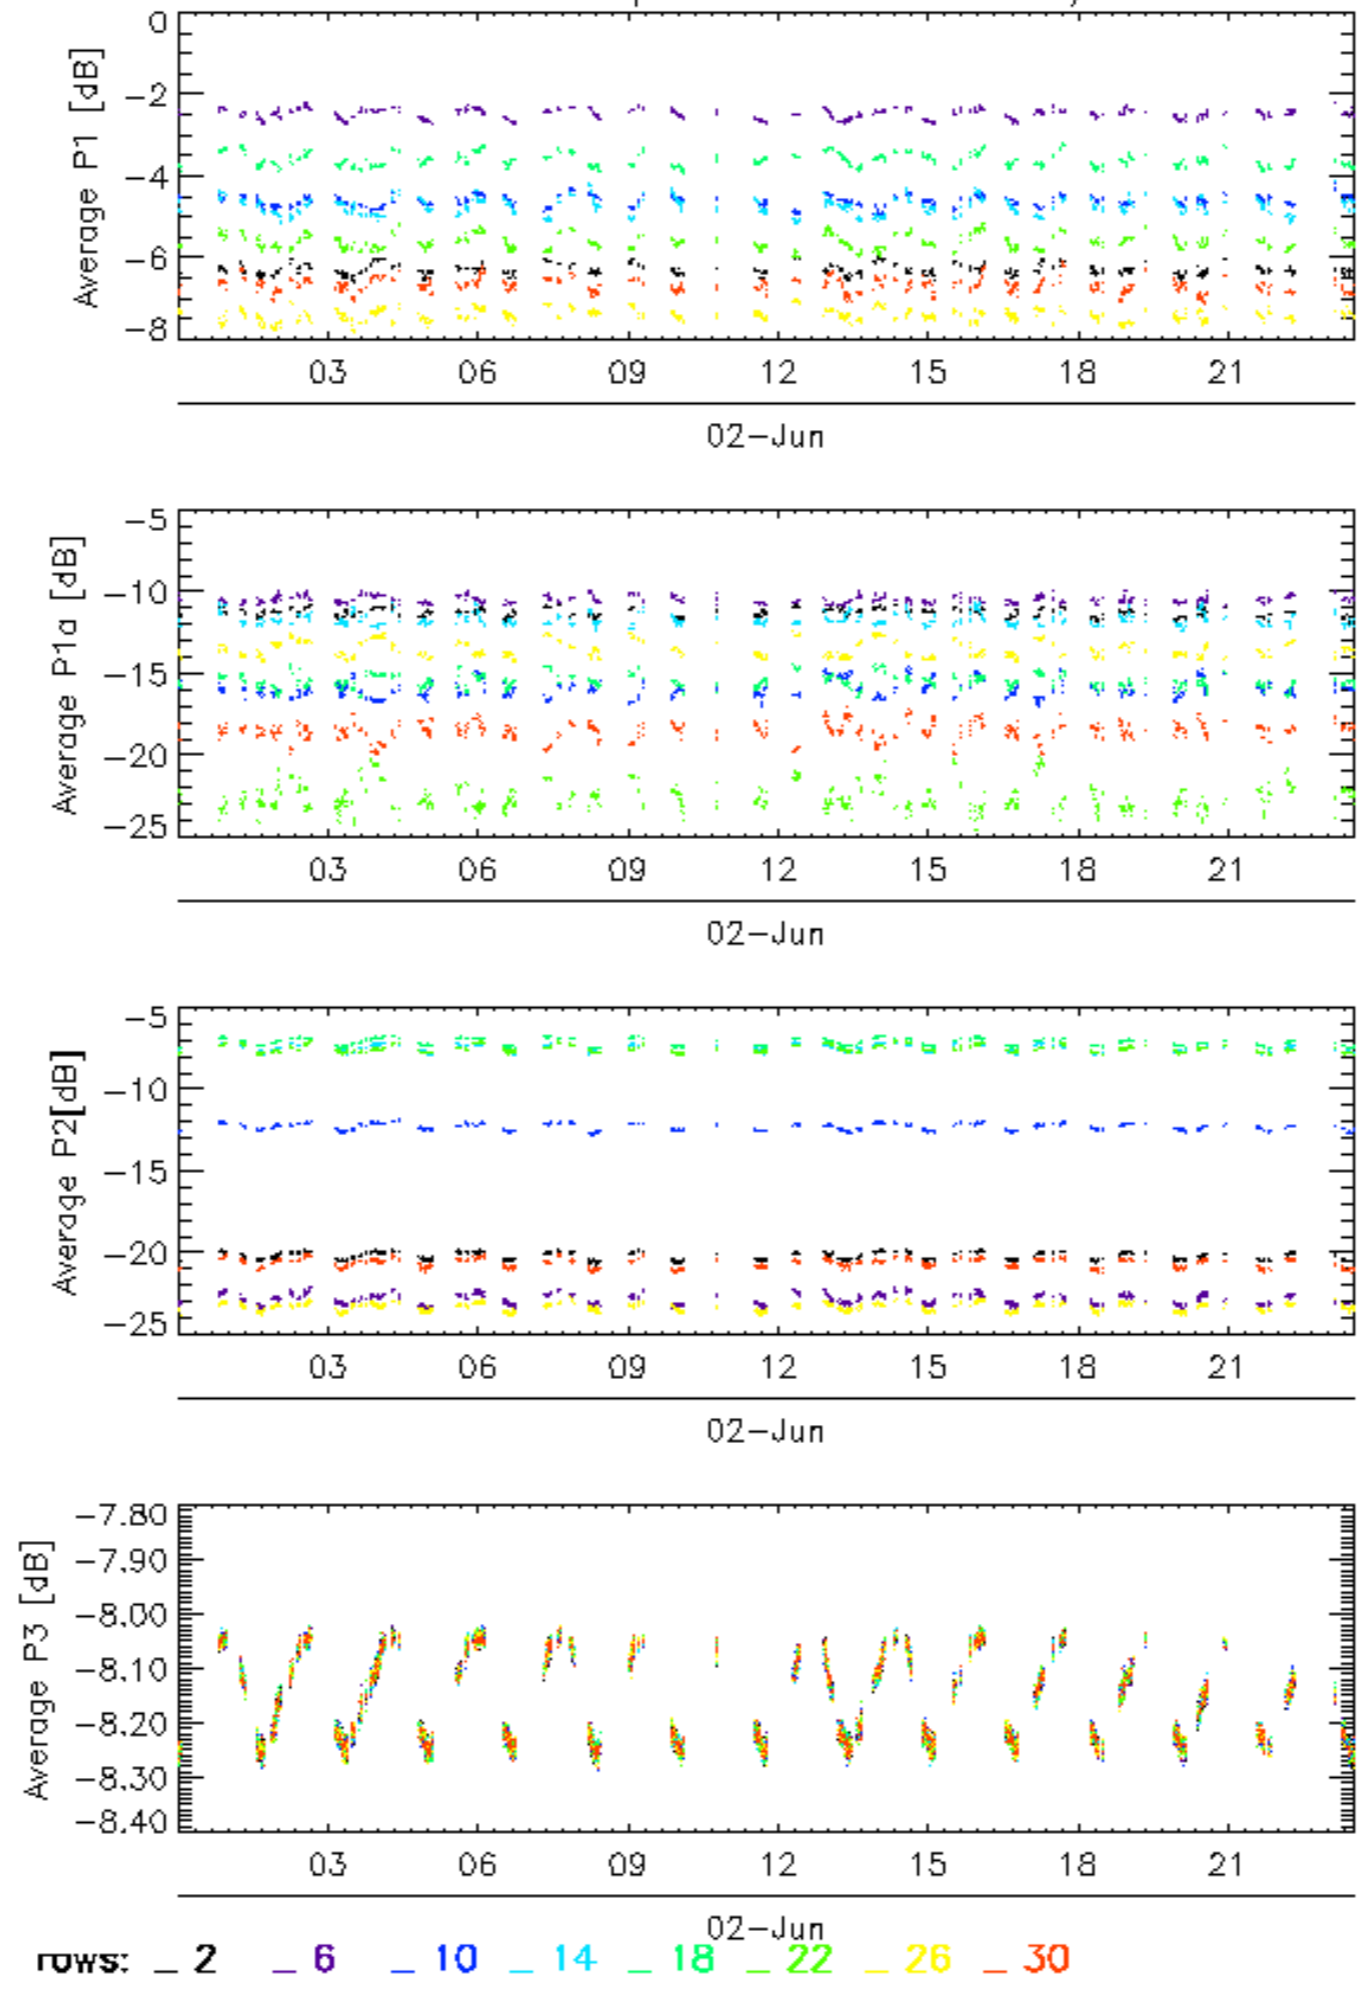 Average P1 [dB]
0
−2
−4
−6
−8
03 06 09 12 15 18 21
02−Jun
Average P1a [dB]
−5
−10
−15
−20
−25
03 06 09 12 15 18 21
02−Jun
Average P2[dB]
−5
−10
−15
−20
−25
03 06 09 12 15 18 21
02−Jun
Average P3 [dB]
−7.80
−7.90
−8.00
−8.10
−8.20
−8.30
−8.40
03 06 09 12 15 18 21
02−Jun
rows: _ 2 _ 6 _ 10 _ 14 _ 18 _ 22 _ 26 _ 30